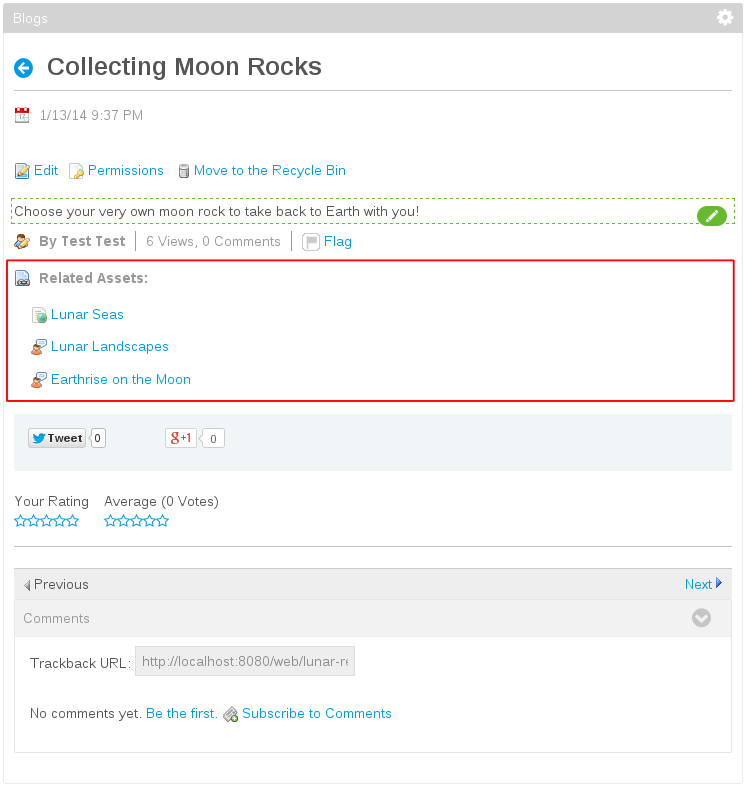 Blogs
Collecting Moon Rocks
1/13/14 9:37 PM
Edit Permissions Move to the Recycle Bin
Choose your very own moon rock to take back to Earth with you!
By Test Test 6 Views, 0 Comments Flag
Related Assets:
Lunar Seas
Lunar Landscapes
Earthrise on the Moon
Tweet 0 g+1 0
Your Rating Average (0 Votes)
Previous Next
Comments
Trackback URL: http://localhost:8080/web/lunar-re
No comments yet. Be the first. Subscribe to Comments